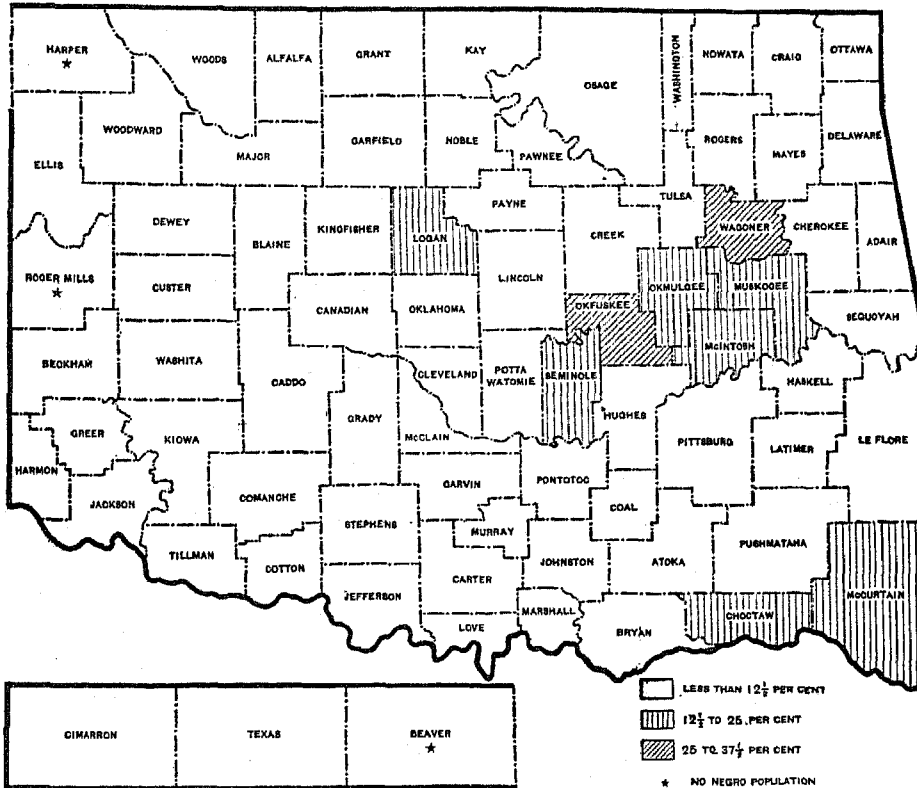 HARPER
★
WOODS
ALFALFA
GRANT
KAY
OSAGE
WASHINGTON
NOWATA
CRAIG
OTTAWA
WOODWARD
MAJOR
GARFIELD
NOBLE
PAWNEE
ROGERS
MAYES
DELAWARE
ELLIS
DEWEY
BLAINE
KINGFISHER
LOGAN
PAYNE
CREEK
TULSA
WAGONER
CHEROKEE
ADAIR
ROGER MILLS
★
CUSTER
CANADIAN
OKLAHOMA
LINCOLN
OKFUSKEE
OKMULGEE
MUSKOGEE
SEQUOYAH
BECKHAM
WASHITA
CADDO
GRADY
CLEVELAND
POTTA
WATOMIE
SEMINOLE
HUGHES
McINTOSH
HASKELL
GREER
KIOWA
McCLAIN
PITTSBURG
LATIMER
LE FLORE
HARMON
JACKSON
COMANCHE
GARVIN
PONTOTOC
COAL
TILLMAN
COTTON
STEPHENS
MURRAY
JOHNSTON
ATOKA
PUSHMATAHA
JEFFERSON
CARTER
LOVE
MARSHALL
BRYAN
CHOCTAW
McCURTAIN
CIMARRON
TEXAS
BEAVER
★
LESS THAN 12½ PER CENT
12½ TO 25 PER CENT
25 TO 37½ PER CENT
★ NO NEGRO POPULATION